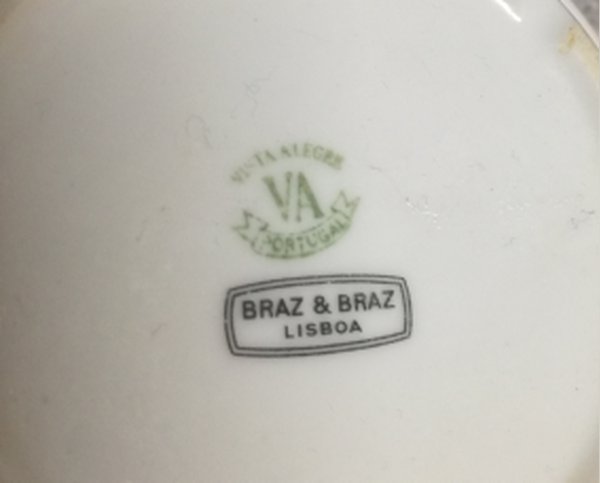 VISTA ALEGRE
VA
PORTUGAL
BRAZ & BRAZ
LISBOA